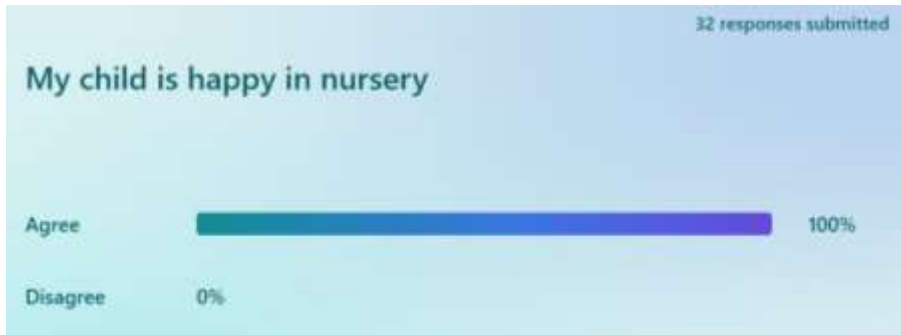 32 responses submitted
My child is happy in nursery
Agree 100%
Disagree 0%